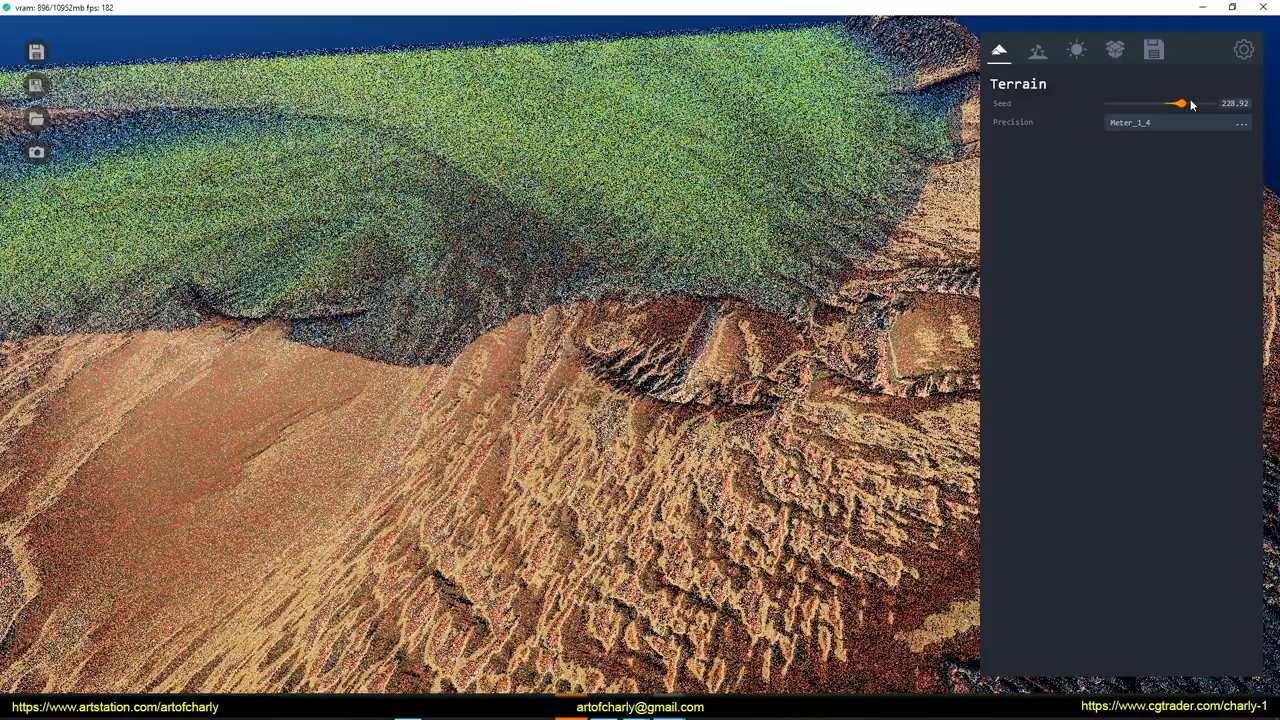 vram: 896/10952mb fps: 182
Terrain
Seed 228.92
Precision Meter_1_4 ...
https://www.artstation.com/artofcharly artofcharly@gmail.com https://www.cgtrader.com/charly-1